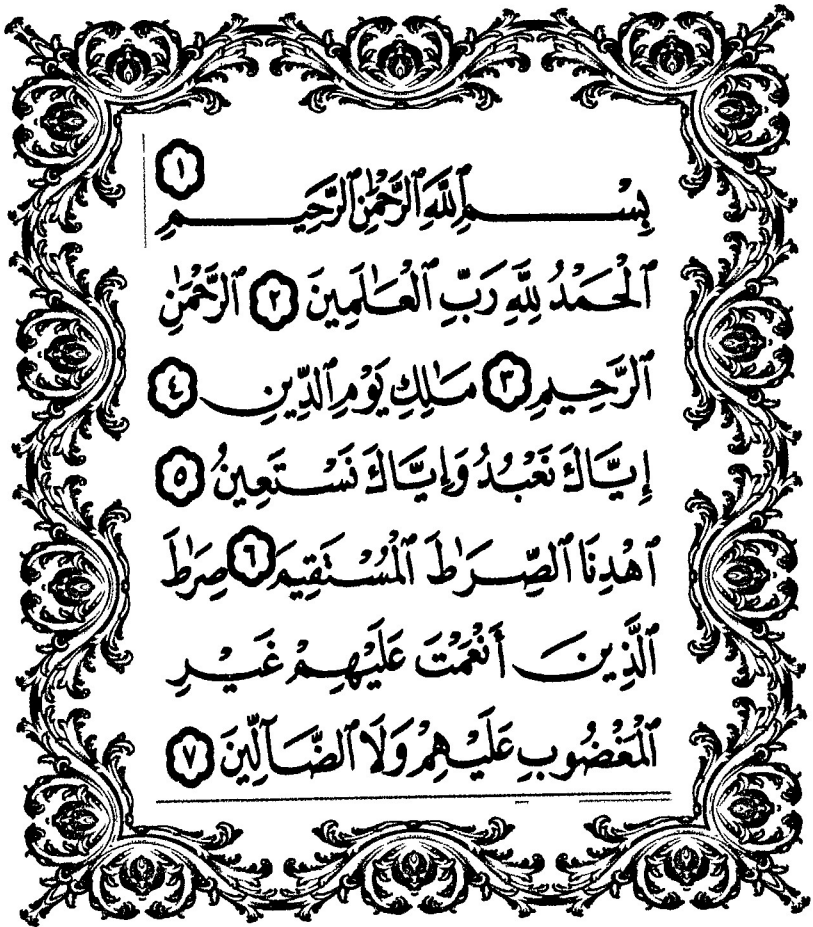 بِسْمِ ٱللَّهِ ٱلرَّحْمَٰنِ ٱلرَّحِيمِ ١
ٱلْحَمْدُ لِلَّهِ رَبِّ ٱلْعَٰلَمِينَ ٢ ٱلرَّحْمَٰنِ
ٱلرَّحِيمِ ٣ مَٰلِكِ يَوْمِ ٱلدِّينِ ٤
إِيَّاكَ نَعْبُدُ وَإِيَّاكَ نَسْتَعِينُ ٥
ٱهْدِنَا ٱلصِّرَٰطَ ٱلْمُسْتَقِيمَ ٦ صِرَٰطَ
ٱلَّذِينَ أَنْعَمْتَ عَلَيْهِمْ غَيْرِ
ٱلْمَغْضُوبِ عَلَيْهِمْ وَلَا ٱلضَّآلِّينَ ٧